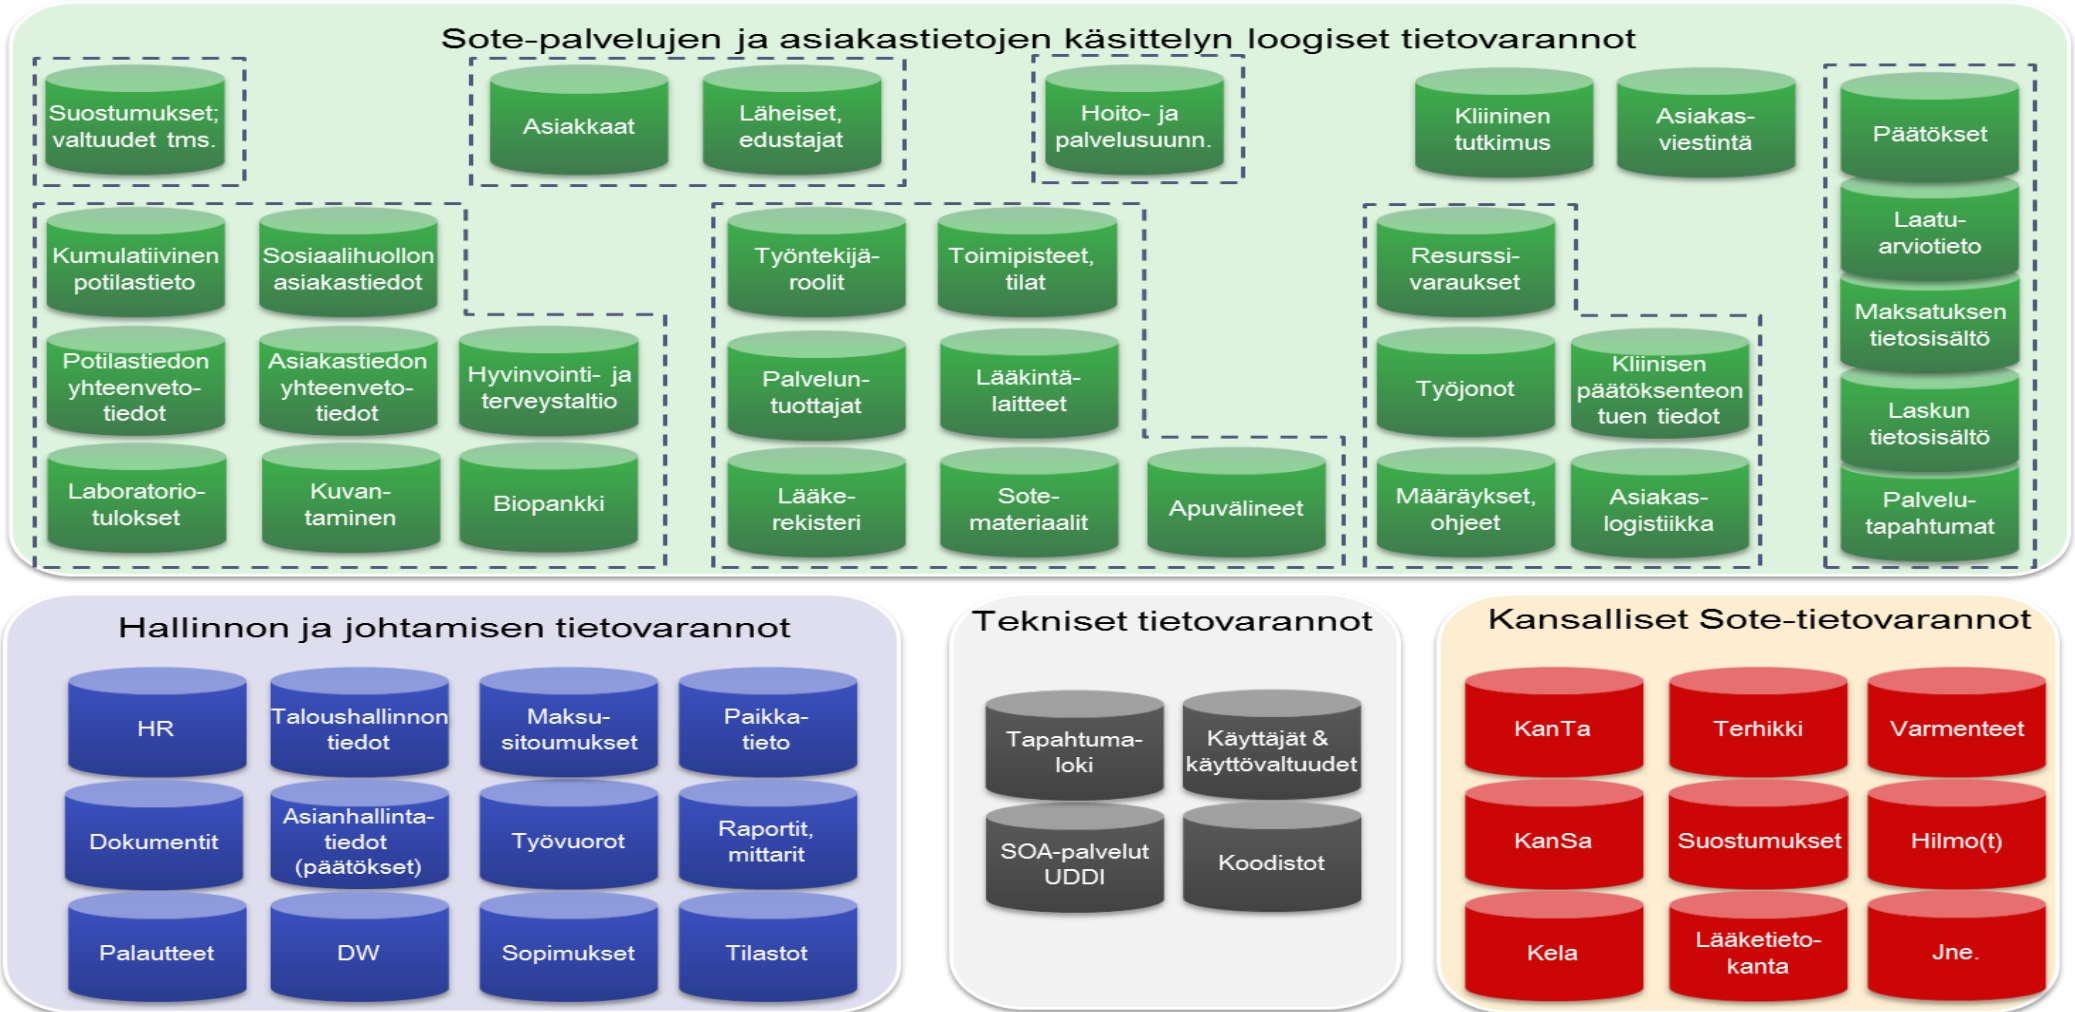 Sote-palvelujen ja asiakastietojen käsittelyn loogiset tietovarannot
Suostumukset;
valtuudet tms.
Asiakkaat
Läheiset,
edustajat
Hoito- ja
palvelusuunn.
Kliininen
tutkimus
Asiakas-
viestintä
Päätökset
Laatu-
arviotieto
Maksatuksen
tietosisältö
Laskun
tietosisältö
Palvelu-
tapahtumat
Kumulatiivinen
potilastieto
Sosiaalihuollon
asiakastiedot
Potilastiedon
yhteenveto-
tiedot
Asiakastiedon
yhteenveto-
tiedot
Hyvinvointi- ja
terveystaltio
Laboratorio-
tulokset
Kuvan-
taminen
Biopankki
Työntekijä-
roolit
Toimipisteet,
tilat
Palvelun-
tuottajat
Lääkintä-
laitteet
Lääke-
rekisteri
Sote-
materiaalit
Apuvälineet
Resurssi-
varaukset
Työjonot
Kliinisen
päätöksenteon
tuen tiedot
Määräykset,
ohjeet
Asiakas-
logistiikka
Hallinnon ja johtamisen tietovarannot
HR
Taloushallinnon
tiedot
Maksu-
sitoumukset
Paikka-
tieto
Dokumentit
Asianhallinta-
tiedot
(päätökset)
Työvuorot
Raportit,
mittarit
Palautteet
DW
Sopimukset
Tilastot
Tekniset tietovarannot
Tapahtuma-
loki
Käyttäjät &
käyttövaltuudet
SOA-palvelut
UDDI
Koodistot
Kansalliset Sote-tietovarannot
KanTa
Terhikki
Varmenteet
KanSa
Suostumukset
Hilmo(t)
Kela
Lääketieto-
kanta
Jne.